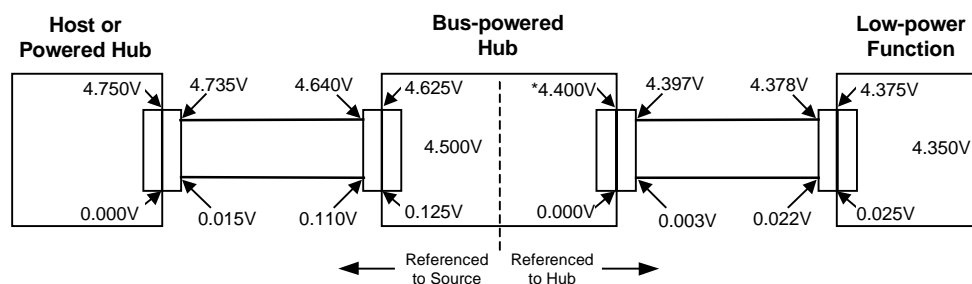 Host or
Powered Hub
Bus-powered
Hub
Low-power
Function
4.750V
4.735V
4.640V
4.625V
*4.400V
4.397V
4.378V
4.375V
4.500V
4.350V
0.000V
0.015V
0.110V
0.125V
0.000V
0.003V
0.022V
0.025V
Referenced
to Source
Referenced
to Hub